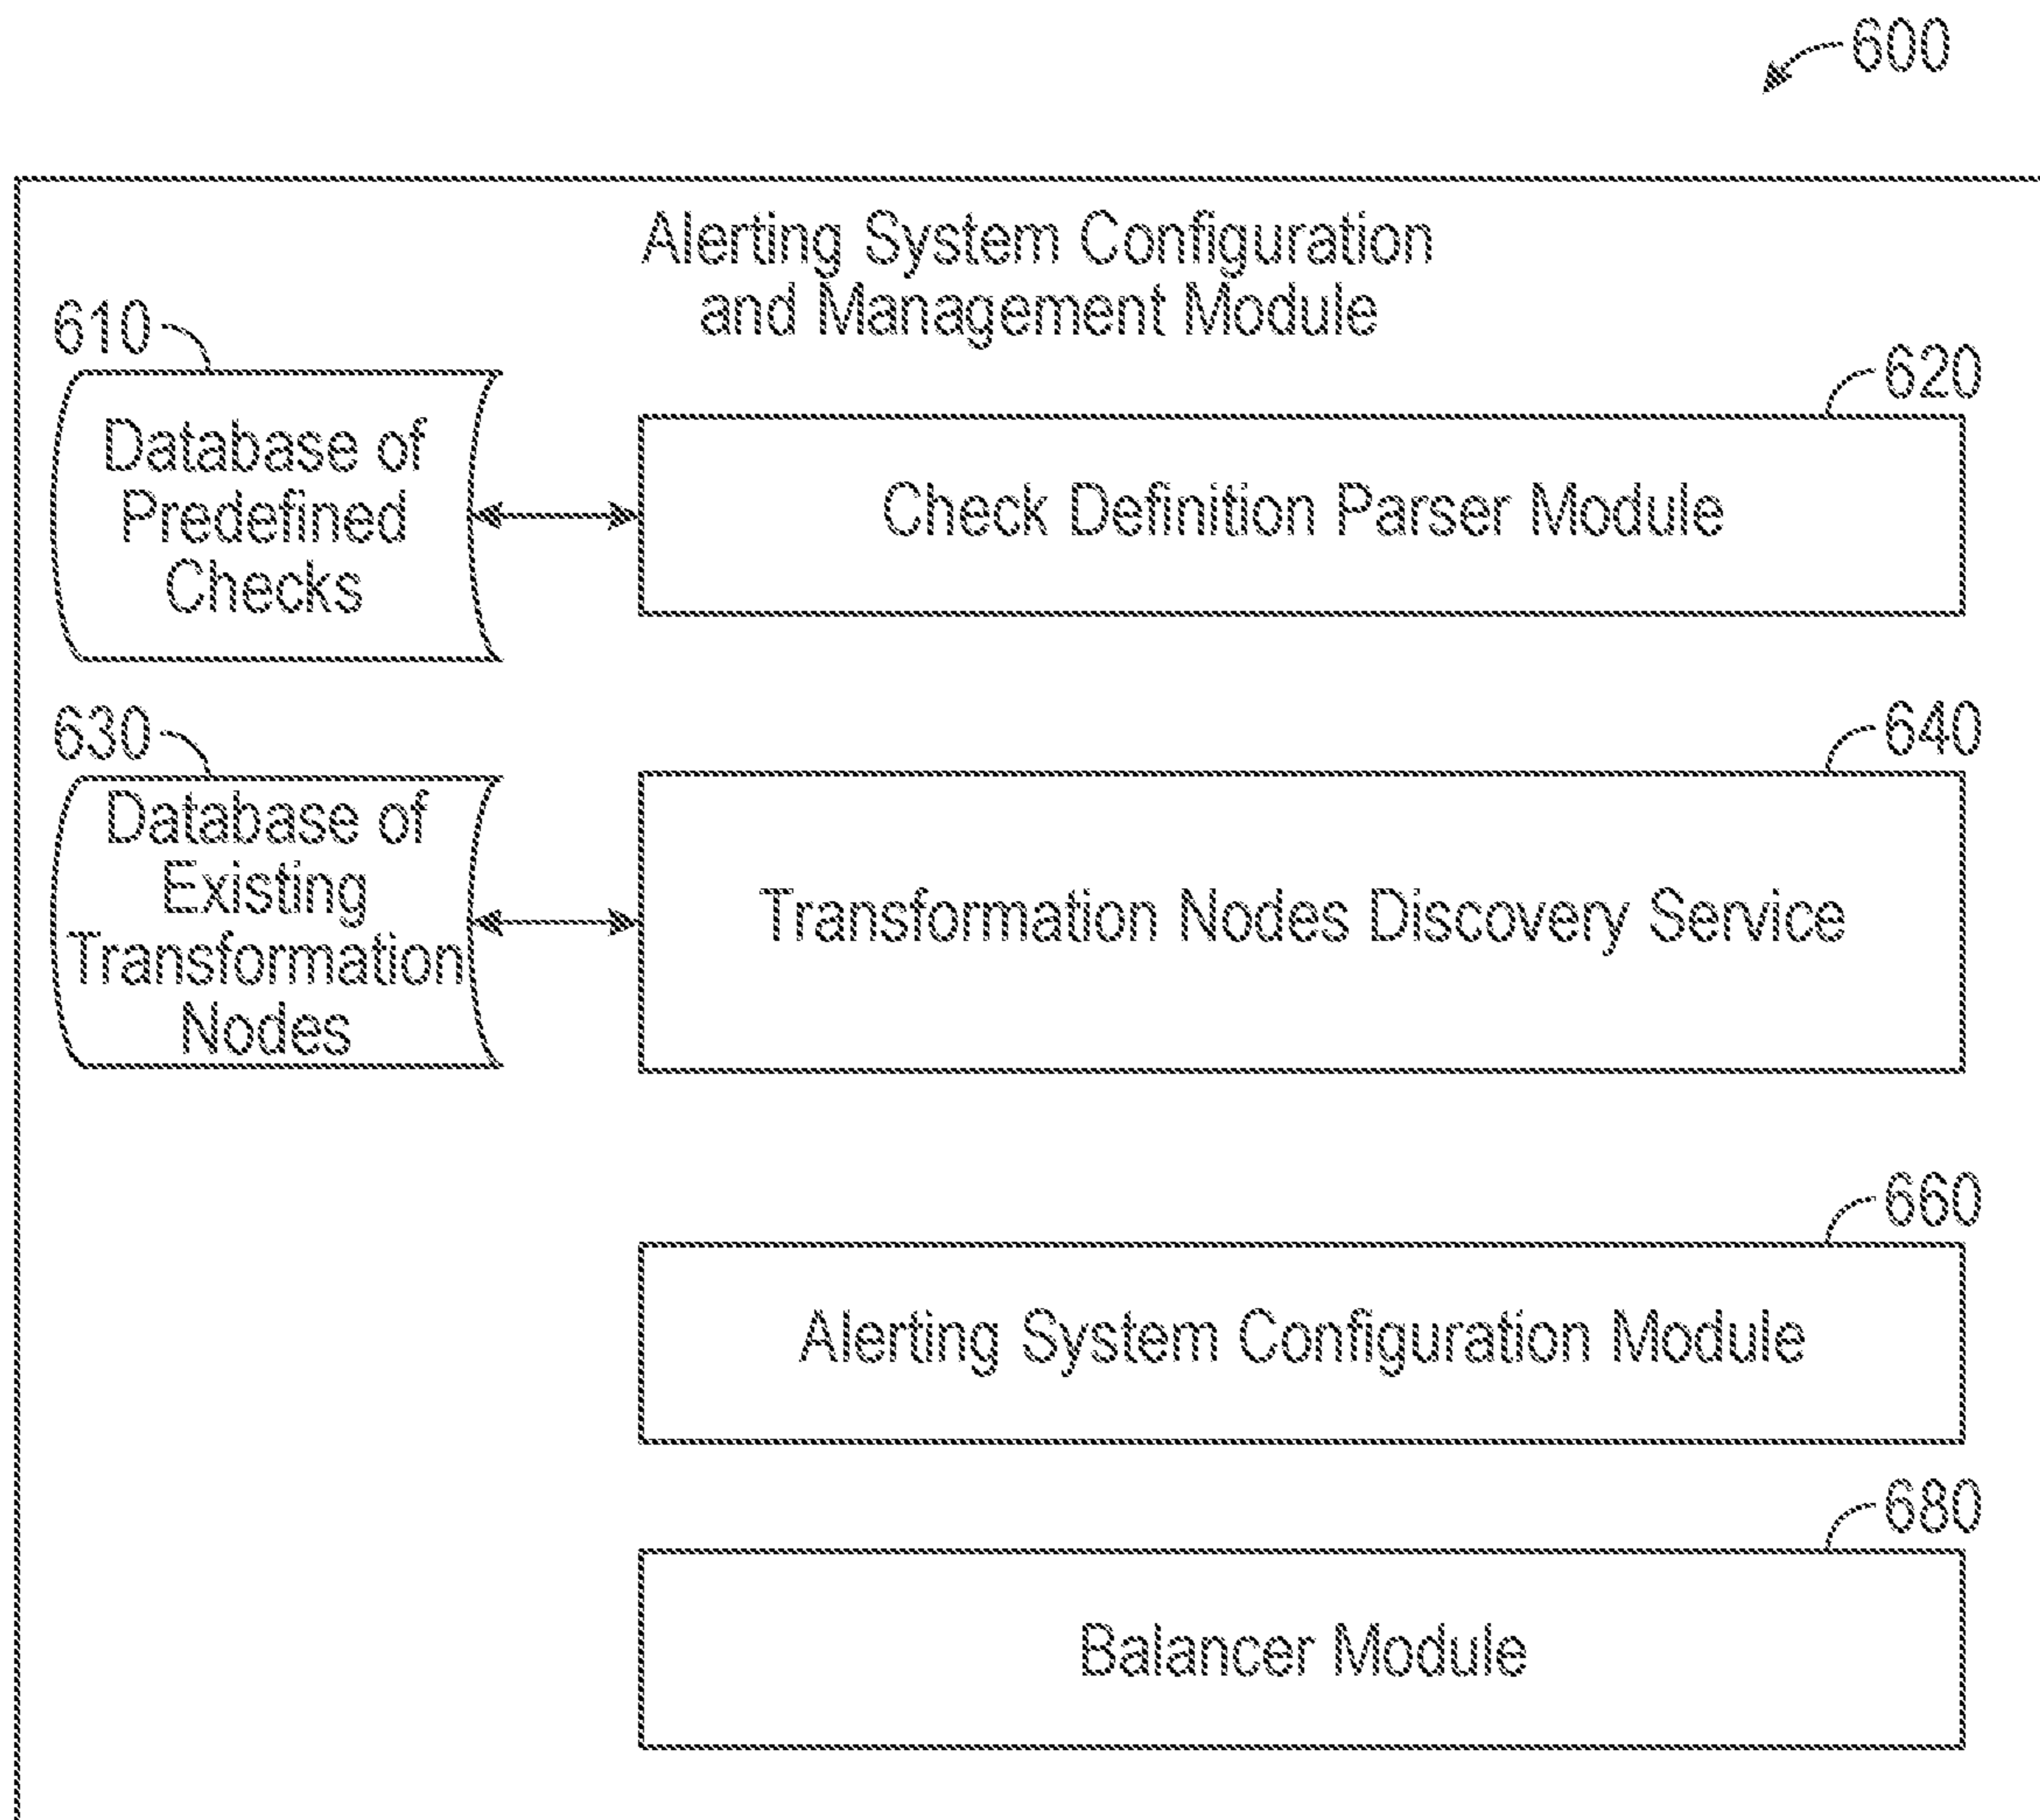 600
Alerting System Configuration
and Management Module
610
Database of
Predefined
Checks
620
Check Definition Parser Module
630
Database of
Existing
Transformation
Nodes
640
Transformation Nodes Discovery Service
660
Alerting System Configuration Module
680
Balancer Module